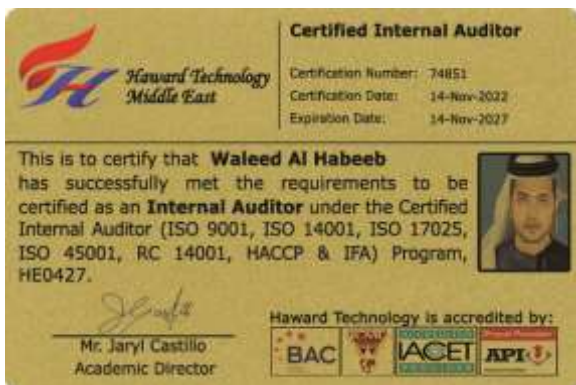 Haward Technology
Middle East
Certified Internal Auditor
Certification Number: 74851
Certification Date: 14-Nov-2022
Expiration Date: 14-Nov-2027
This is to certify that Waleed Al Habeeb
has successfully met the requirements to be
certified as an Internal Auditor under the Certified
Internal Auditor (ISO 9001, ISO 14001, ISO 17025,
ISO 45001, RC 14001, HACCP & IFA) Program,
HE0427.
Mr. Jaryl Castillo
Academic Director
Haward Technology is accredited by:
BAC
IACET
API